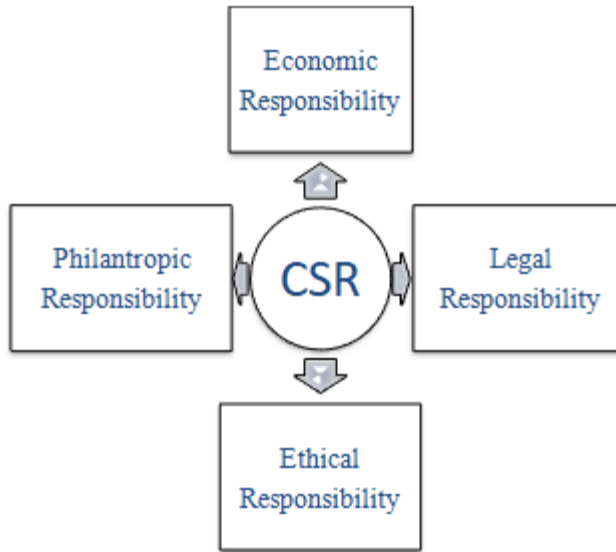 Economic
Responsibility
Philantropic
Responsibility
CSR
Legal
Responsibility
Ethical
Responsibility